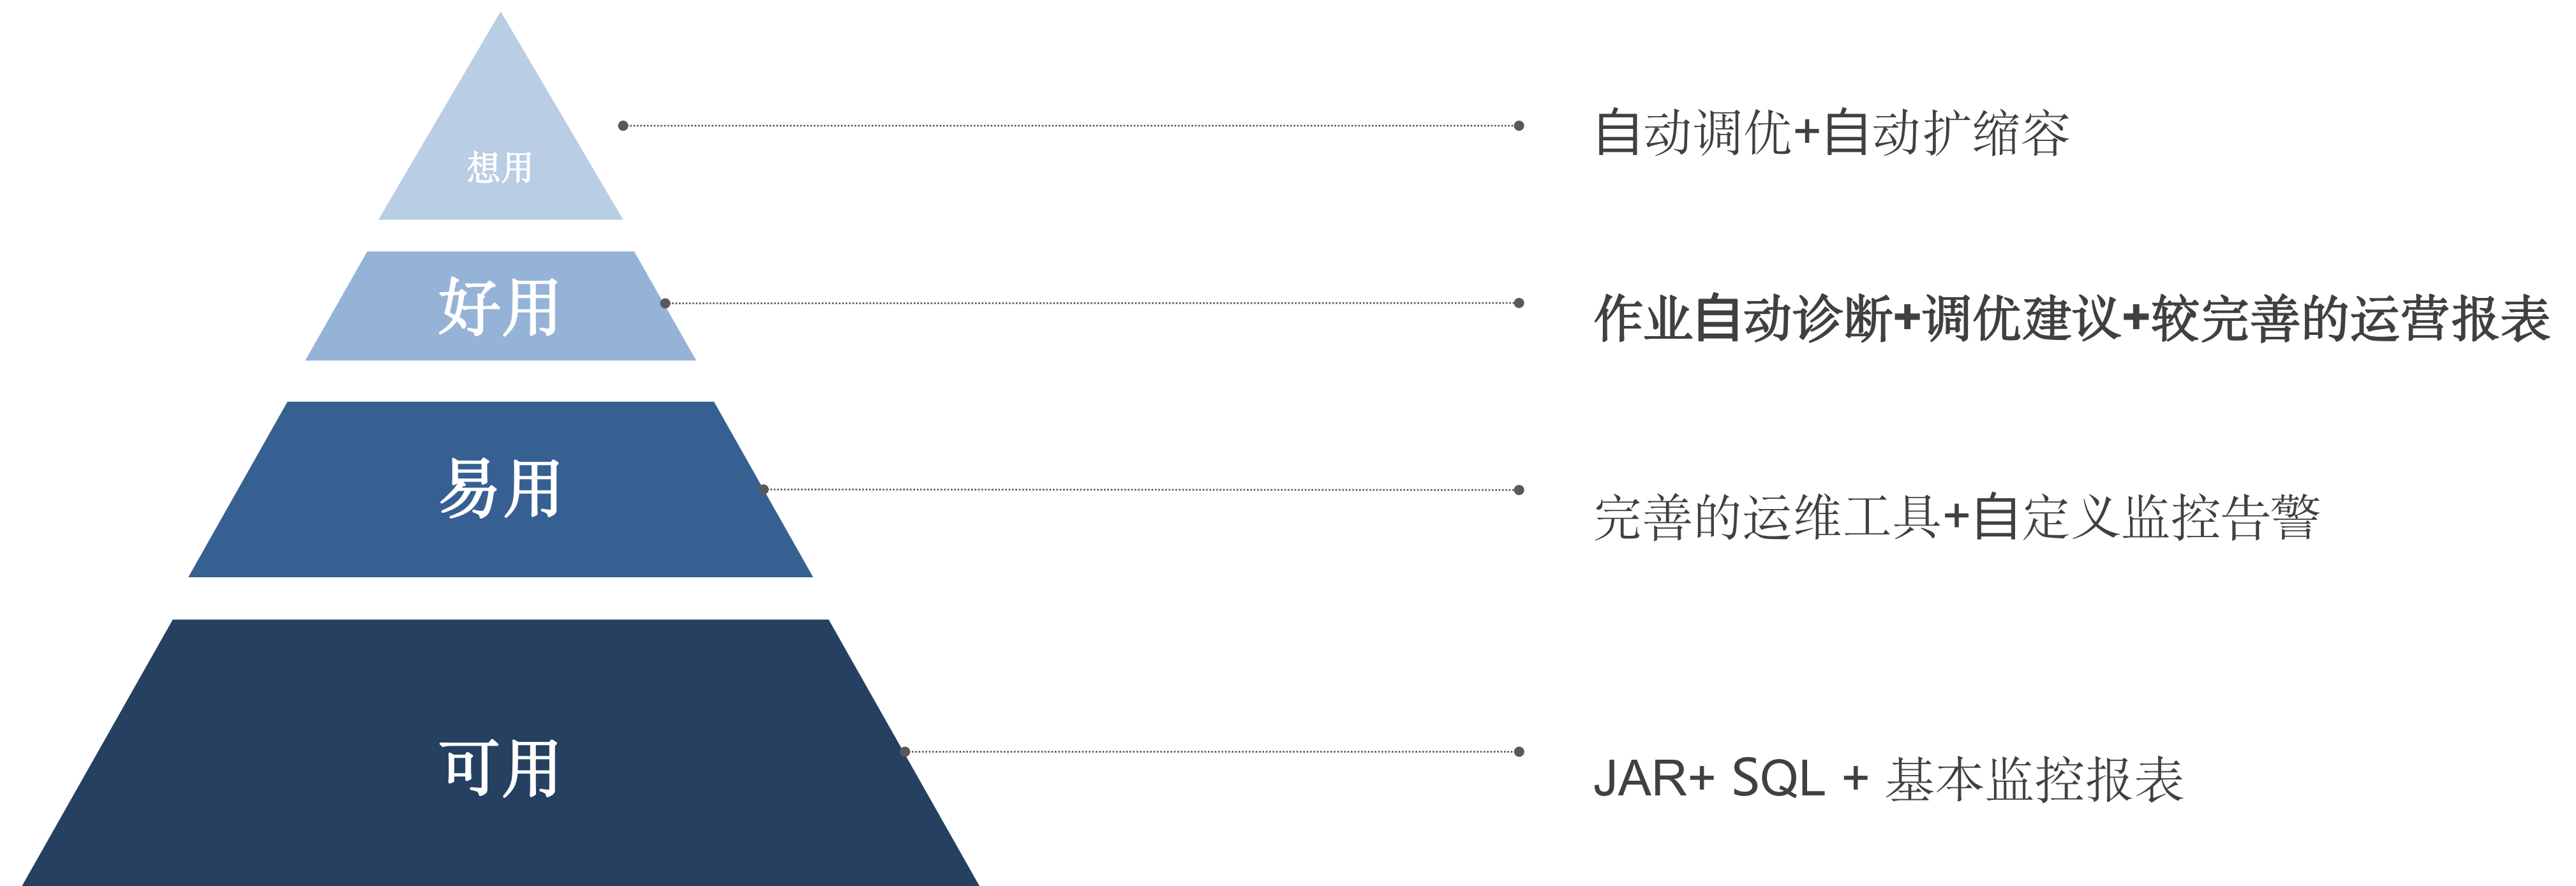 想用
自动调优+自动扩缩容
好用
作业自动诊断+调优建议+较完善的运营报表
易用
完善的运维工具+自定义监控告警
可用
JAR+ SQL + 基本监控报表